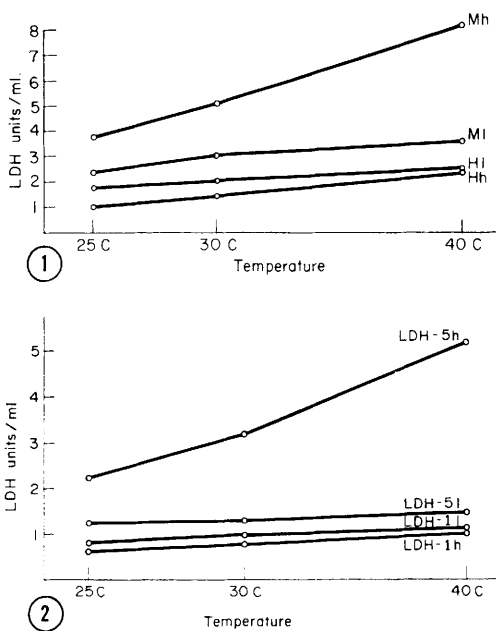 8
7
6
5
4
3
2
1
LDH units/ml.
Mh
Ml
Hl
Hh
25 C
30 C
40 C
Temperature
1
5
4
3
2
1
LDH units/ml
LDH-5h
LDH-5l
LDH-1l
LDH-1h
25 C
30 C
40 C
Temperature
2